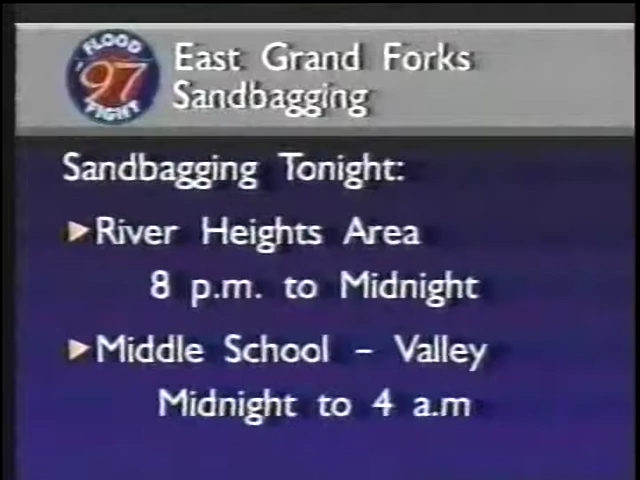 FLOOD
'97
FIGHT
East Grand Forks
Sandbagging
Sandbagging Tonight:
River Heights Area
8 p.m. to Midnight
Middle School – Valley
Midnight to 4 a.m